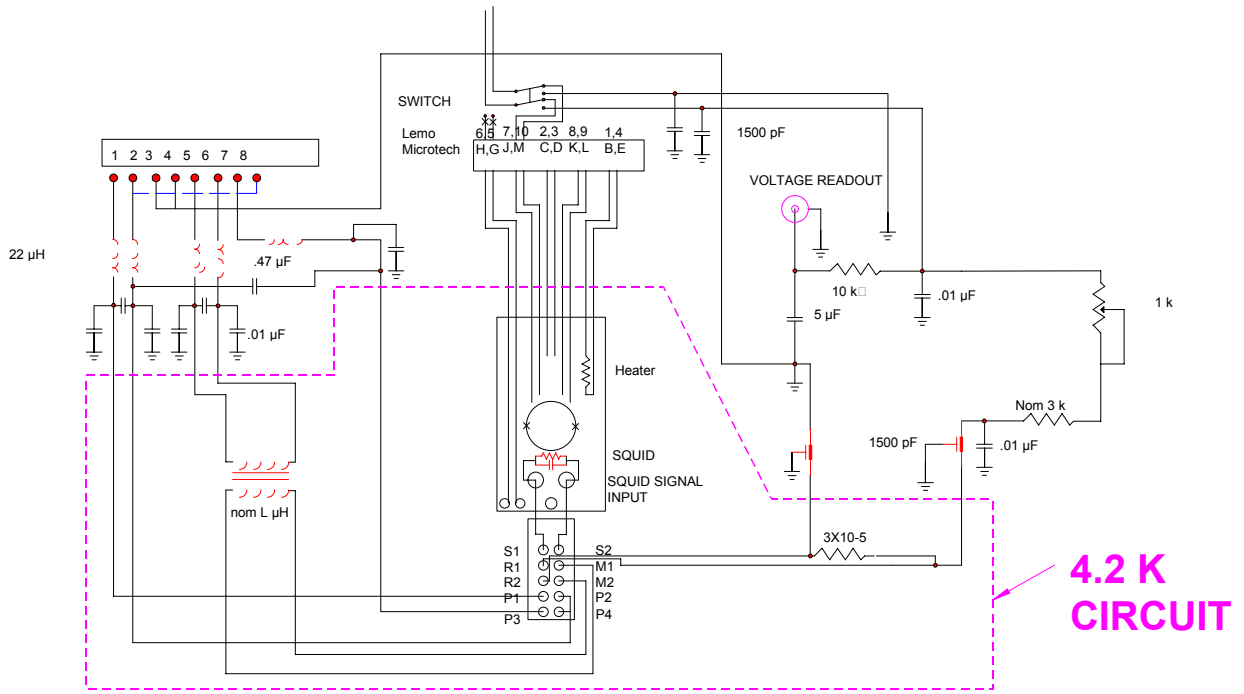 SWITCH
Lemo 6,5 7,10 2,3 8,9 1,4
Microtech H,G J,M C,D K,L B,E
1500 pF
1 2 3 4 5 6 7 8
VOLTAGE READOUT
22 µH
.47 µF
10 k□
.01 µF
1 k
5 µF
.01 µF
Heater
Nom 3 k
1500 pF
.01 µF
SQUID
SQUID SIGNAL
INPUT
nom L µH
3X10-5
S1 S2
R1 M1
R2 M2
P1 P2
P3 P4
4.2 K
CIRCUIT